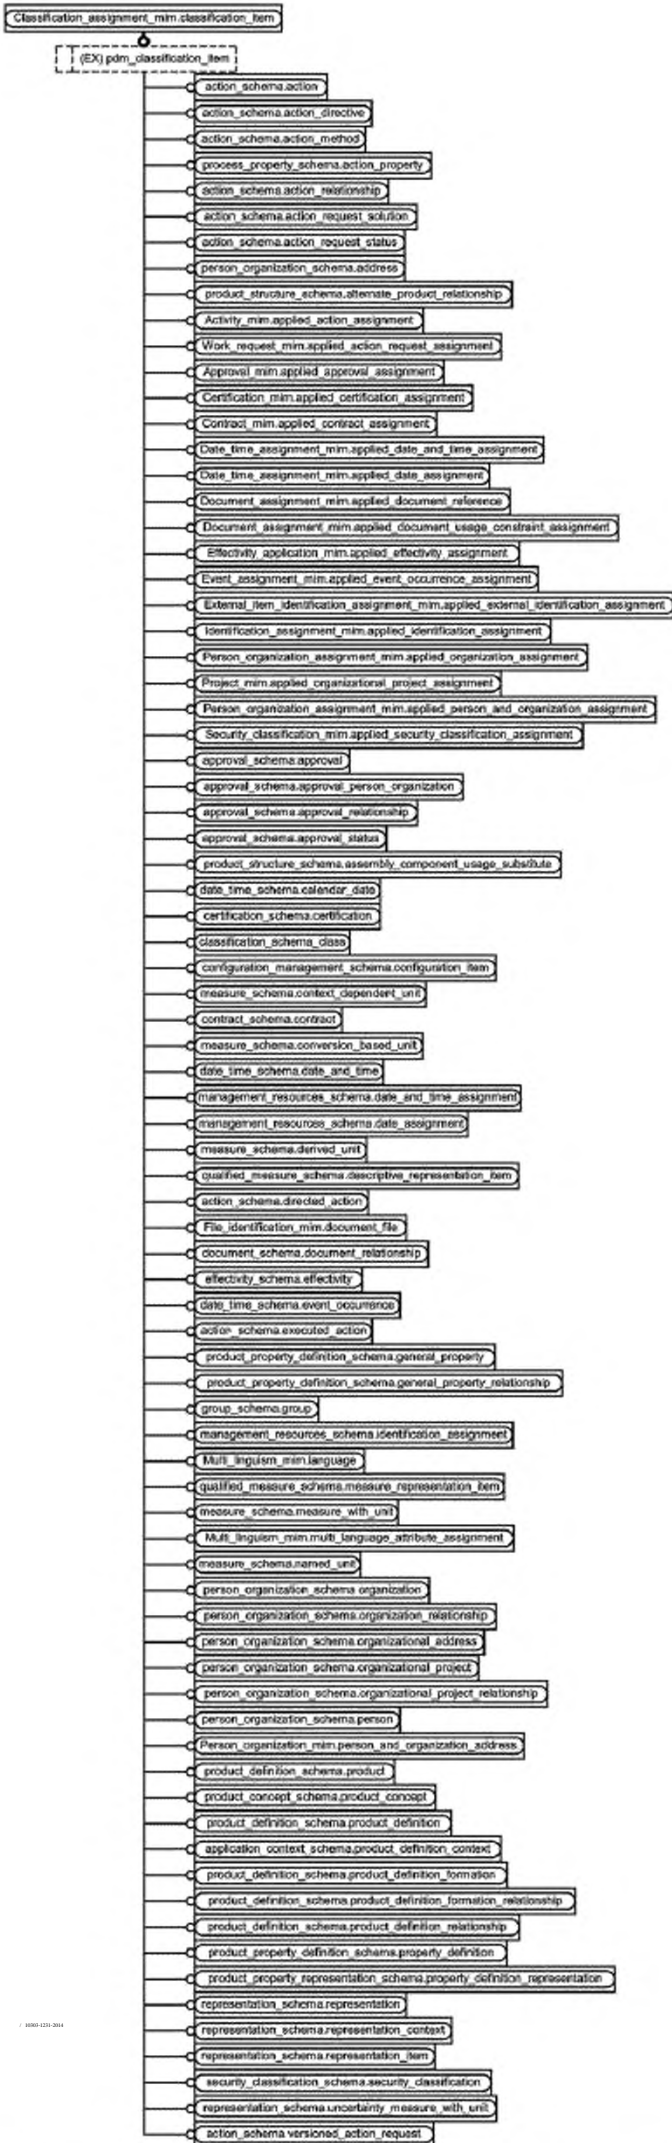 Classification_assignment_mim.classification_item
(EX) pdm_classification_item
action_schema.action
action_schema.action_directive
action_schema.action_method
process_property_schema.action_property
action_schema.action_relationship
action_schema.action_request_solution
action_schema.action_request_status
person_organization_schema.address
product_structure_schema.alternate_product_relationship
Activity_mim.applied_action_assignment
Work_request_mim.applied_action_request_assignment
Approval_mim.applied_approval_assignment
Certification_mim.applied_certification_assignment
Contract_mim.applied_contract_assignment
Date_time_assignment_mim.applied_date_and_time_assignment
Date_time_assignment_mim.applied_date_assignment
Document_assignment_mim.applied_document_reference
Document_assignment_mim.applied_document_usage_constraint_assignment
Effectivity_application_mim.applied_effectivity_assignment
Event_assignment_mim.applied_event_occurrence_assignment
External_item_identification_assignment_mim.applied_external_identification_assignment
Identification_assignment_mim.applied_identification_assignment
Person_organization_assignment_mim.applied_organization_assignment
Project_mim.applied_organizational_project_assignment
Person_organization_assignment_mim.applied_person_and_organization_assignment
Security_classification_mim.applied_security_classification_assignment
approval_schema.approval
approval_schema.approval_person_organization
approval_schema.approval_relationship
approval_schema.approval_status
product_structure_schema.assembly_component_usage_substitute
date_time_schema.calendar_date
certification_schema.certification
classification_schema_class
configuration_management_schema.configuration_item
measure_schema.context_dependent_unit
contract_schema.contract
measure_schema.conversion_based_unit
date_time_schema.date_and_time
management_resources_schema.date_and_time_assignment
management_resources_schema.date_assignment
measure_schema.derived_unit
qualified_measure_schema.descriptive_representation_item
action_schema.directed_action
File_identification_mim.document_file
document_schema.document_relationship
effectivity_schema.effectivity
date_time_schema.event_occurrence
action_schema.executed_action
product_property_definition_schema.general_property
product_property_definition_schema.general_property_relationship
group_schema.group
management_resources_schema.identification_assignment
Multi_linguism_mim.language
qualified_measure_schema.measure_representation_item
measure_schema.measure_with_unit
Multi_linguism_mim.multi_language_attribute_assignment
measure_schema.named_unit
person_organization_schema.organization
person_organization_schema.organization_relationship
person_organization_schema.organizational_address
person_organization_schema.organizational_project
person_organization_schema.organizational_project_relationship
person_organization_schema.person
Person_organization_mim.person_and_organization_address
product_definition_schema.product
product_concept_schema.product_concept
product_definition_schema.product_definition
application_context_schema.product_definition_context
product_definition_schema.product_definition_formation
product_definition_schema.product_definition_formation_relationship
product_definition_schema.product_definition_relationship
product_property_definition_schema.property_definition
product_property_representation_schema.property_definition_representation
representation_schema.representation
/ 10303-1231-2014
representation_schema.representation_context
representation_schema.representation_item
security_classification_schema.security_classification
representation_schema.uncertainty_measure_with_unit
action_schema.versioned_action_request